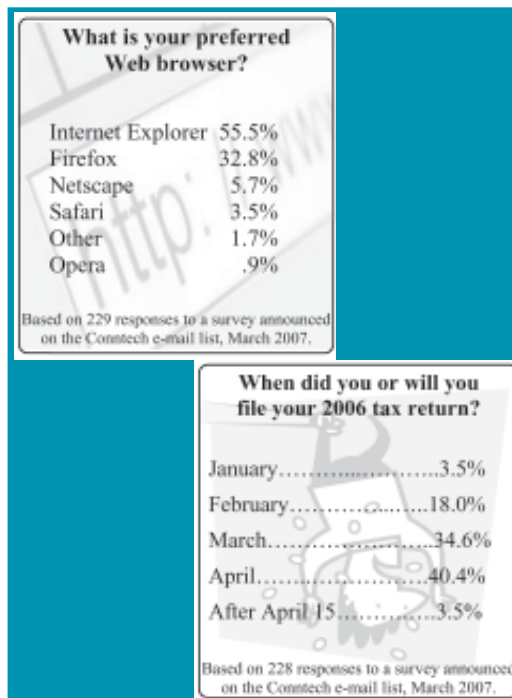 What is your preferred
Web browser?
Internet Explorer 55.5%
Firefox 32.8%
Netscape 5.7%
Safari 3.5%
Other 1.7%
Opera .9%
Based on 229 responses to a survey announced
on the Conntech e-mail list, March 2007.
http: /ww
When did you or will you
file your 2006 tax return?
January......................3.5%
February....................18.0%
March.......................34.6%
April........................40.4%
After April 15..............3.5%
Based on 228 responses to a survey announced
on the Conntech e-mail list, March 2007.